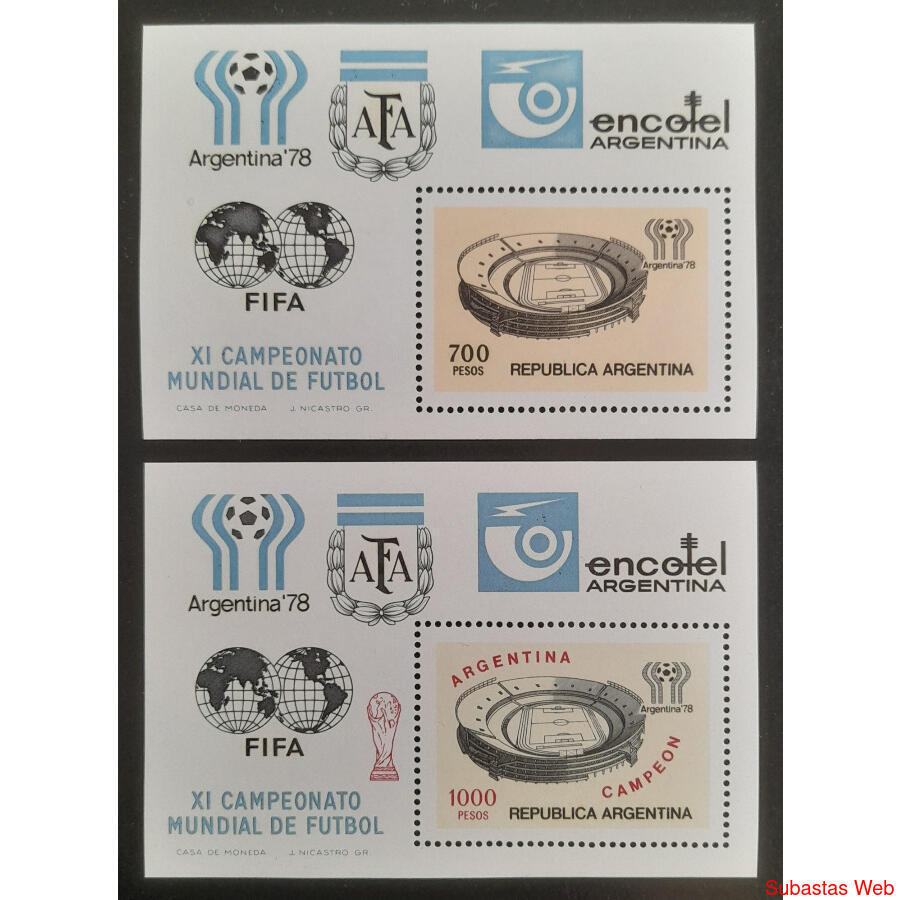 Argentina'78
AFA
encotel
ARGENTINA
Argentina'78
FIFA
700
PESOS
REPUBLICA ARGENTINA
XI CAMPEONATO
MUNDIAL DE FUTBOL
CASA DE MONEDA J. NICASTRO GR.
Argentina'78
AFA
encotel
ARGENTINA
ARGENTINA
Argentina'78
FIFA
CAMPEON
1000
PESOS
REPUBLICA ARGENTINA
XI CAMPEONATO
MUNDIAL DE FUTBOL
CASA DE MONEDA J. NICASTRO GR.
Subastas Web